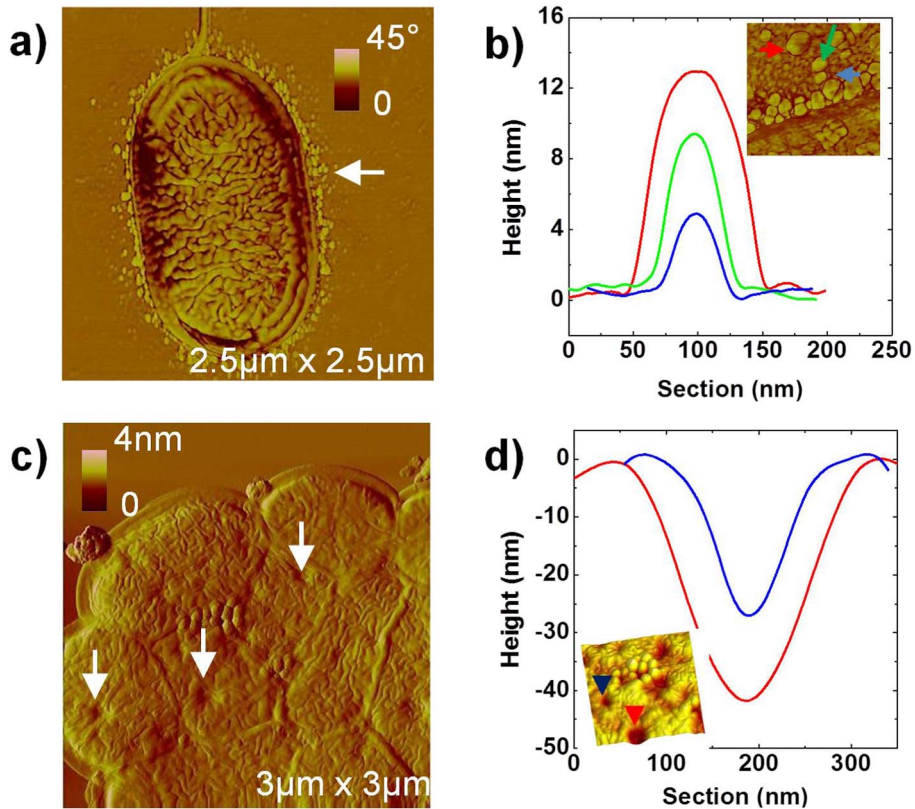 a)
45°
0
2.5µm x 2.5µm
b)
Height (nm)
16
12
8
4
0
0 50 100 150 200 250
Section (nm)
c)
4nm
0
3µm x 3µm
d)
Height (nm)
0
-10
-20
-30
-40
-50
0 100 200 300
Section (nm)